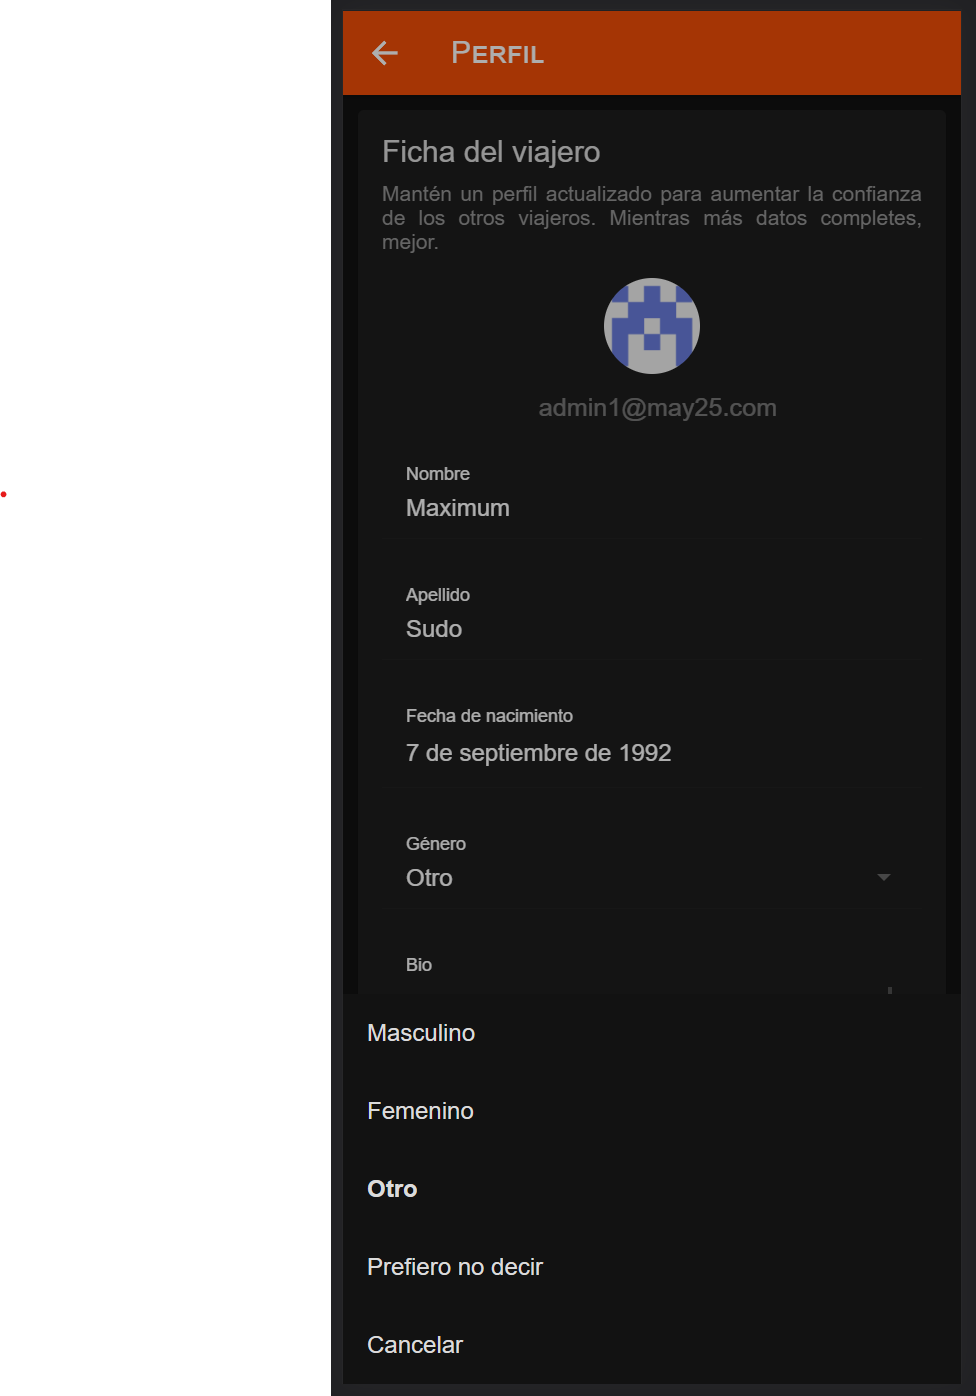 PERFIL
Ficha del viajero
Mantén un perfil actualizado para aumentar la confianza
de los otros viajeros. Mientras más datos completes,
mejor.
admin1@may25.com
Nombre
Maximum
Apellido
Sudo
Fecha de nacimiento
7 de septiembre de 1992
Género
Otro
Bio
Masculino
Femenino
Otro
Prefiero no decir
Cancelar